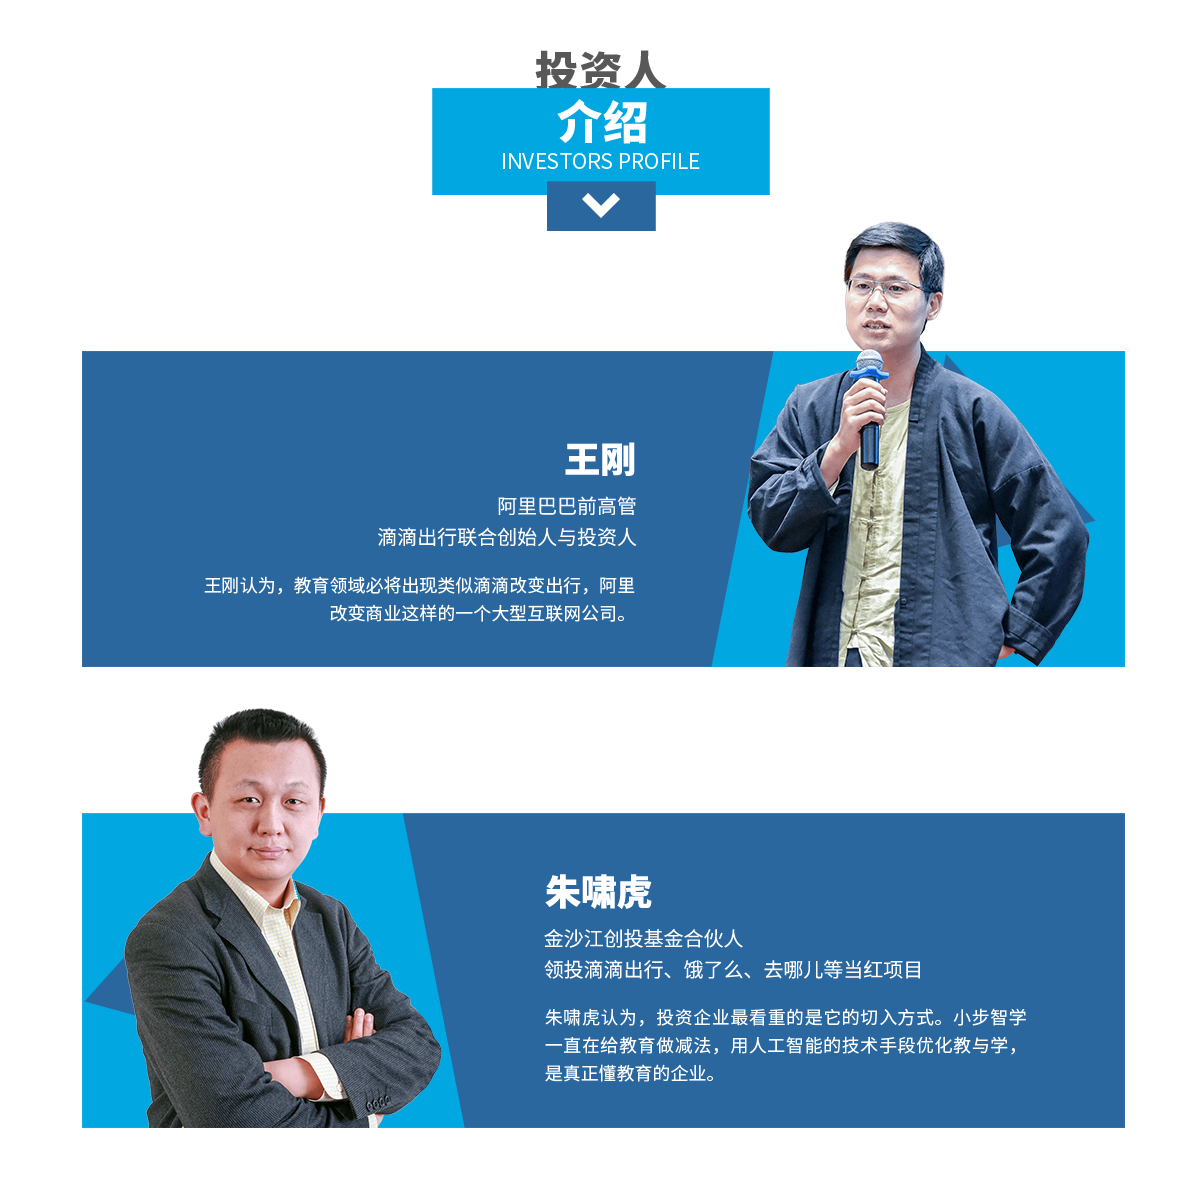 投资人
介绍
INVESTORS PROFILE
王刚
阿里巴巴前高管
滴滴出行联合创始人与投资人
王刚认为，教育领域必将出现类似滴滴改变出行，阿里
改变商业这样的一个大型互联网公司。
朱啸虎
金沙江创投基金合伙人
领投滴滴出行、饿了么、去哪儿等当红项目
朱啸虎认为，投资企业最看重的是它的切入方式。小步智学
一直在给教育做减法，用人工智能的技术手段优化教与学，
是真正懂教育的企业。